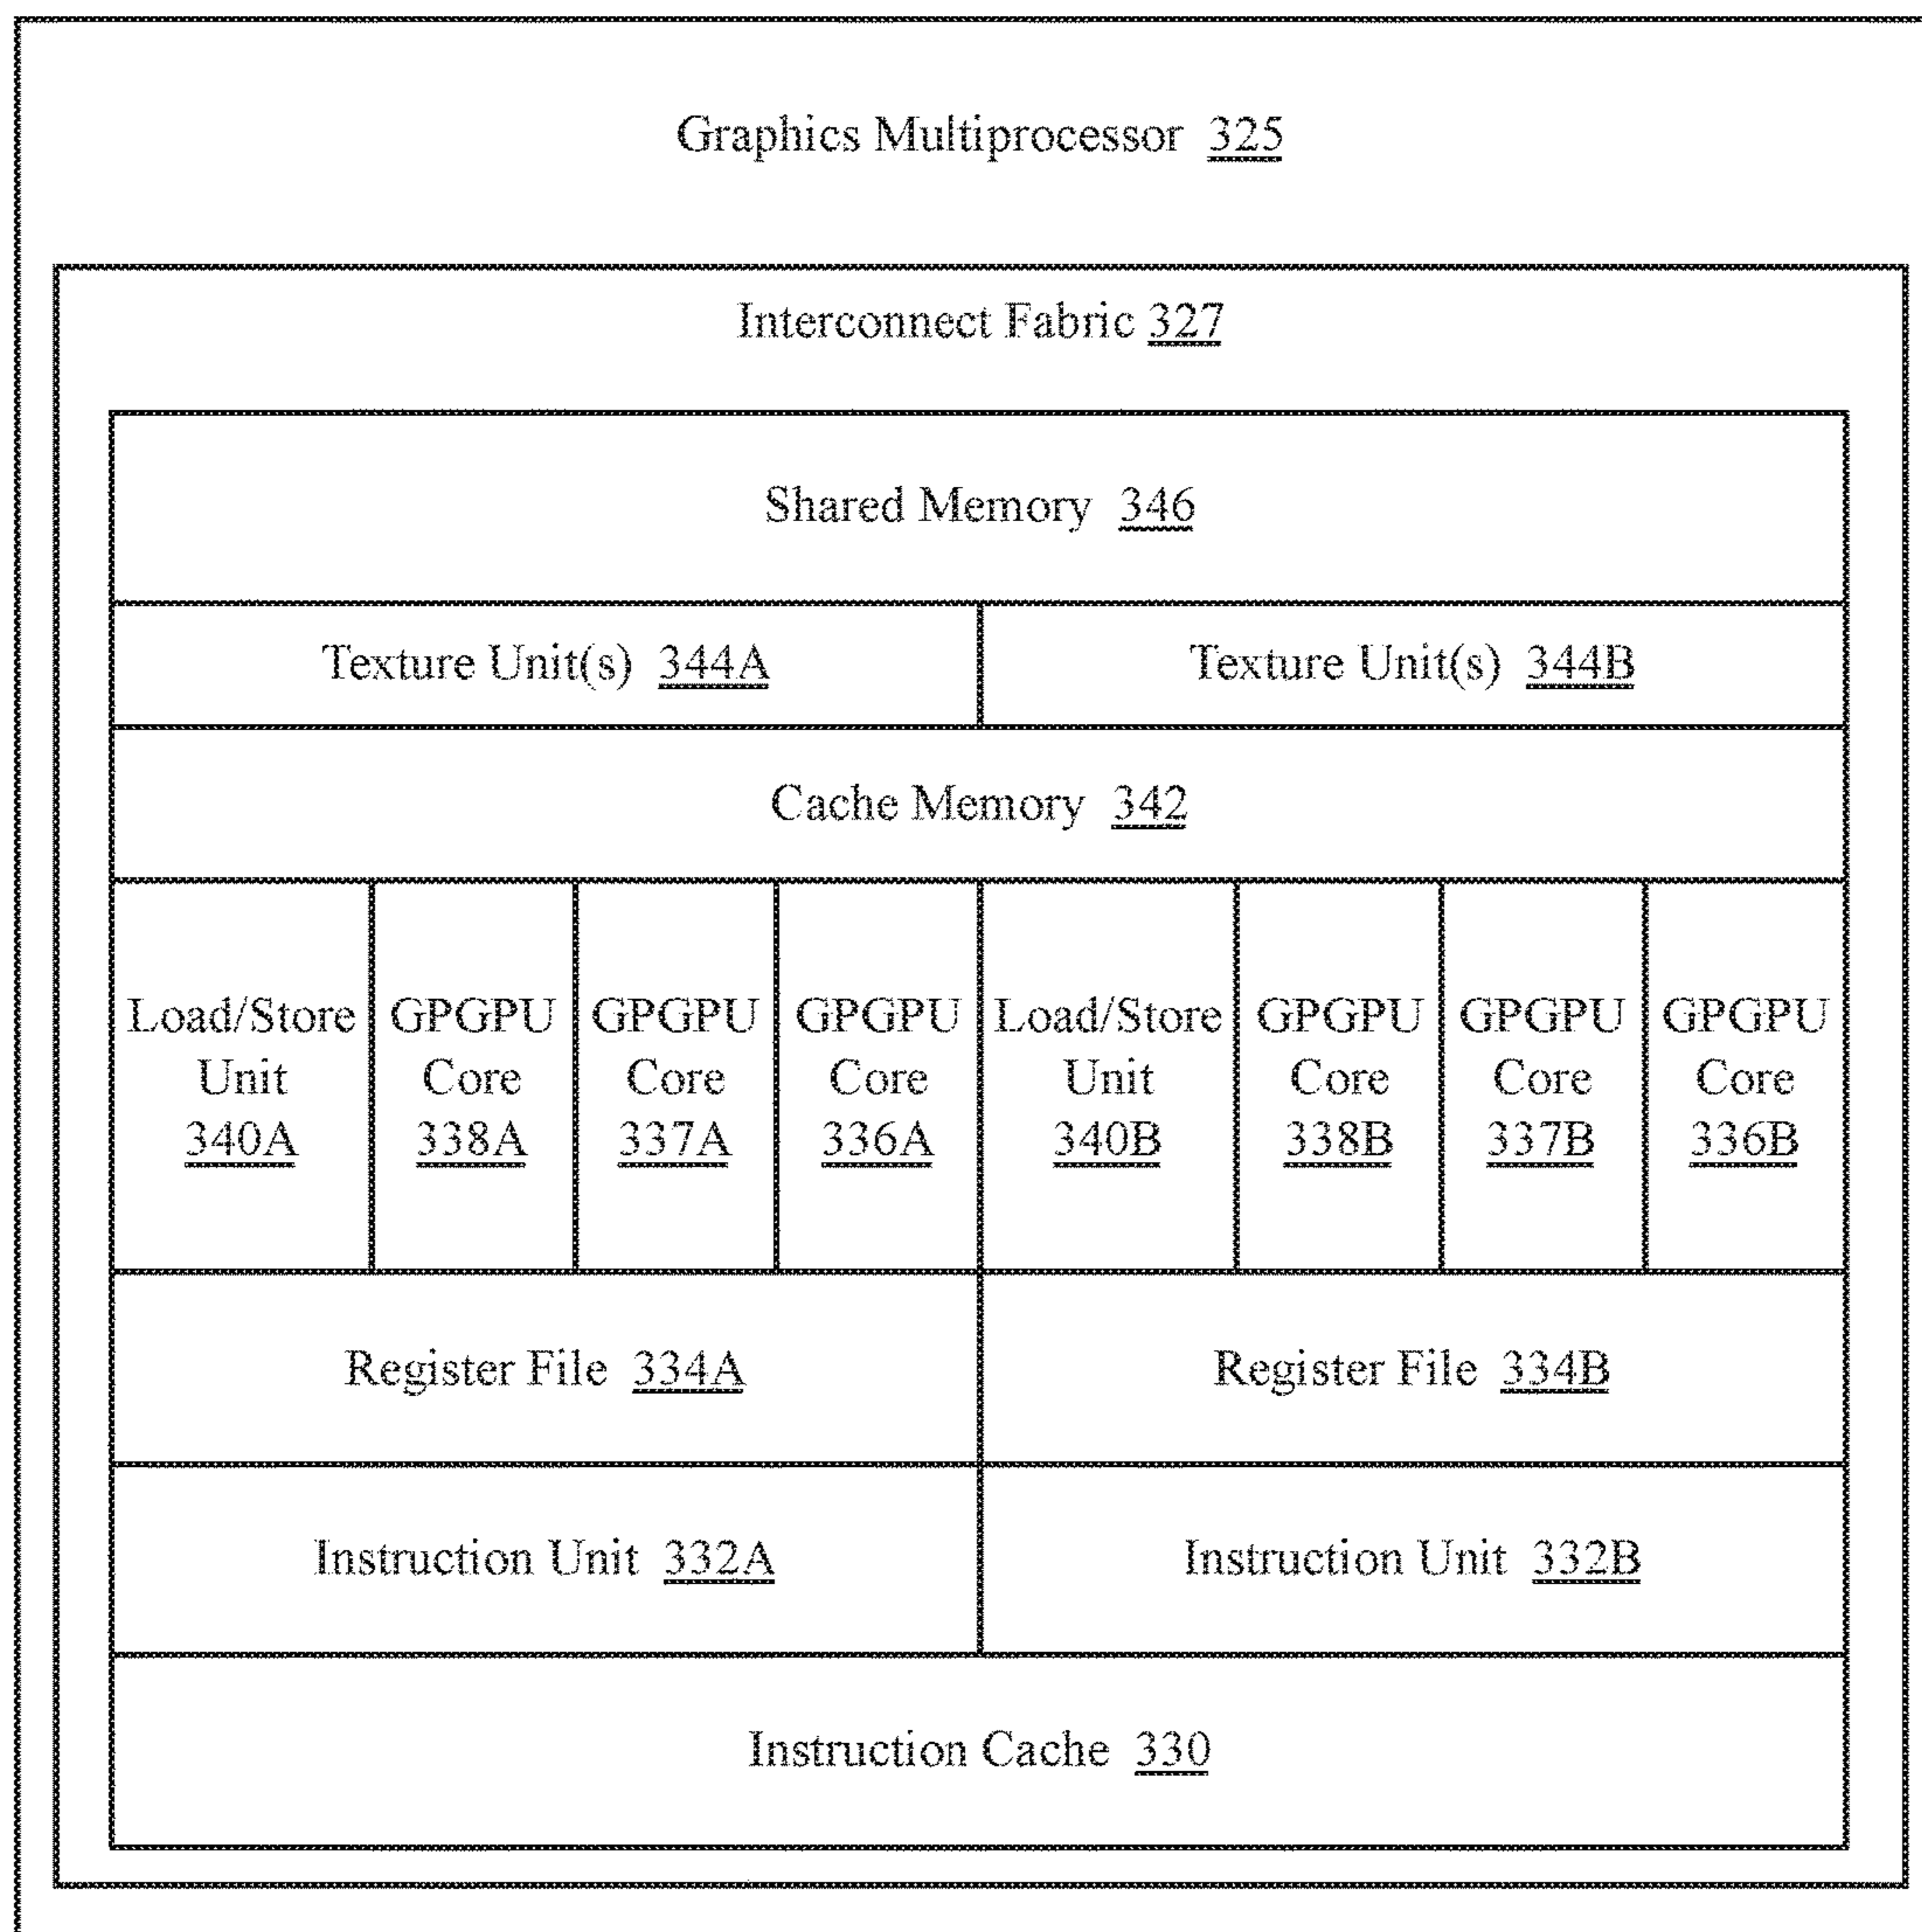 Graphics Multiprocessor 325
Interconnect Fabric 327
Shared Memory 346
Texture Unit(s) 344A
Texture Unit(s) 344B
Cache Memory 342
Load/Store
Unit
340A
GPGPU
Core
338A
GPGPU
Core
337A
GPGPU
Core
336A
Load/Store
Unit
340B
GPGPU
Core
338B
GPGPU
Core
337B
GPGPU
Core
336B
Register File 334A
Register File 334B
Instruction Unit 332A
Instruction Unit 332B
Instruction Cache 330